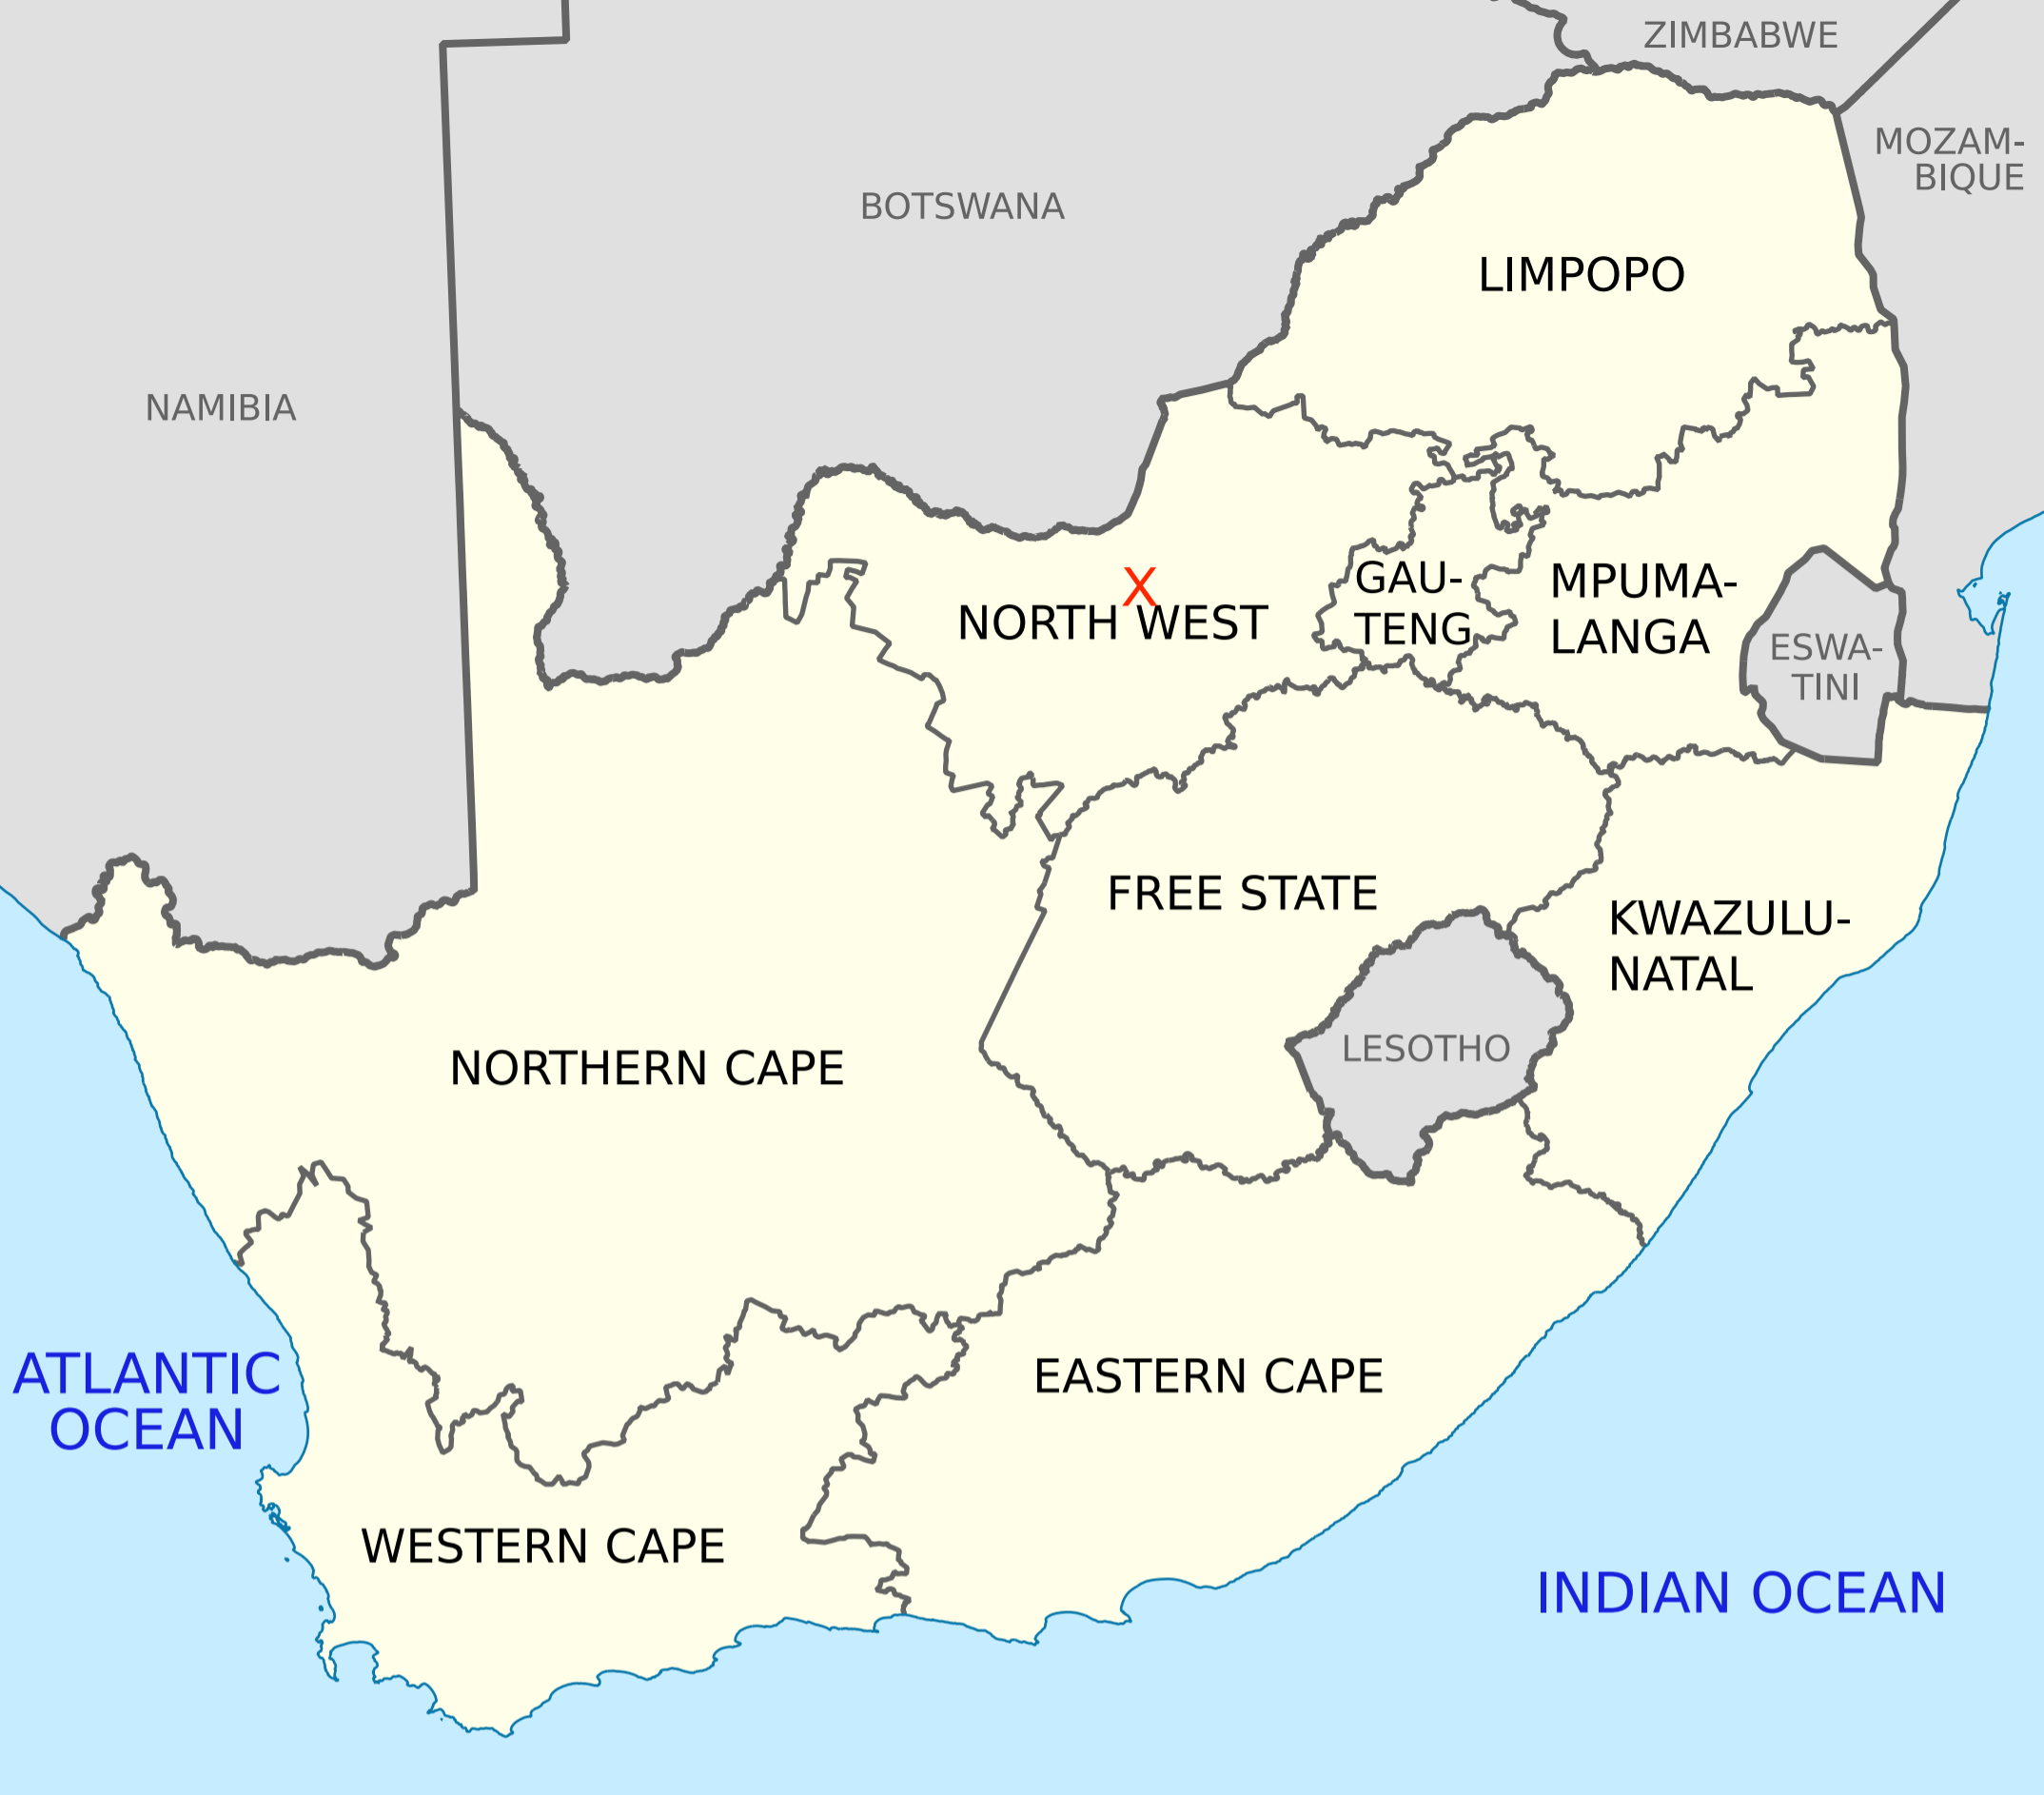 ZIMBABWE
MOZAM-
BIQUE
BOTSWANA
LIMPOPO
NAMIBIA
X
NORTH WEST
GAU-
TENG
MPUMA-
LANGA
ESWA-
TINI
FREE STATE
KWAZULU-
NATAL
LESOTHO
NORTHERN CAPE
ATLANTIC
OCEAN
EASTERN CAPE
WESTERN CAPE
INDIAN OCEAN